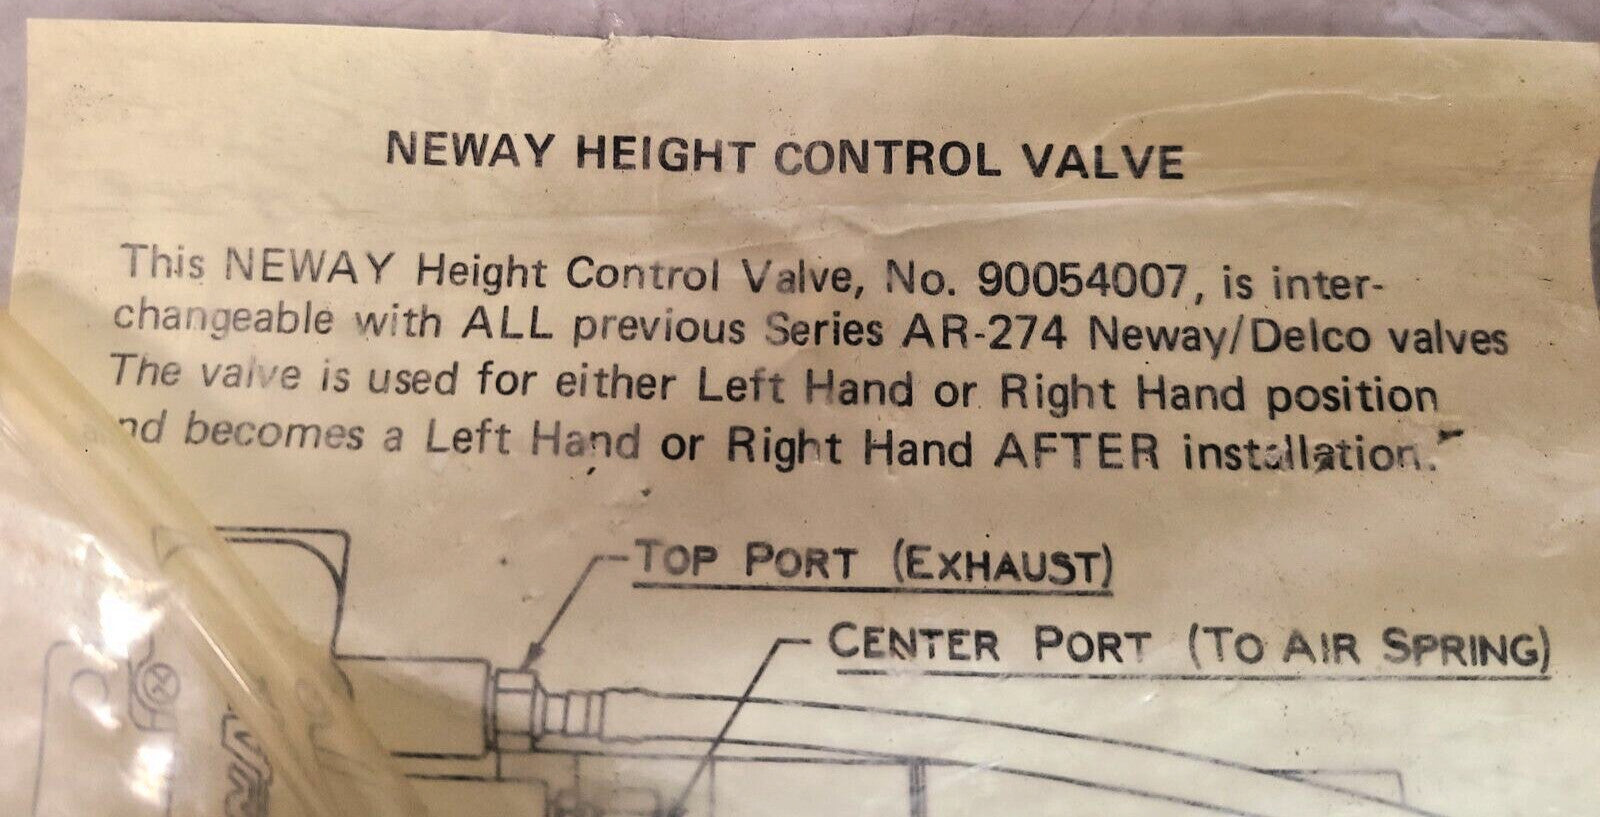 NEWAY HEIGHT CONTROL VALVE
This NEWAY Height Control Valve, No. 90054007, is inter-
changeable with ALL previous Series AR-274 Neway/Delco valves
The valve is used for either Left Hand or Right Hand position
and becomes a Left Hand or Right Hand AFTER installation.
TOP PORT (EXHAUST)
CENTER PORT (TO AIR SPRING)